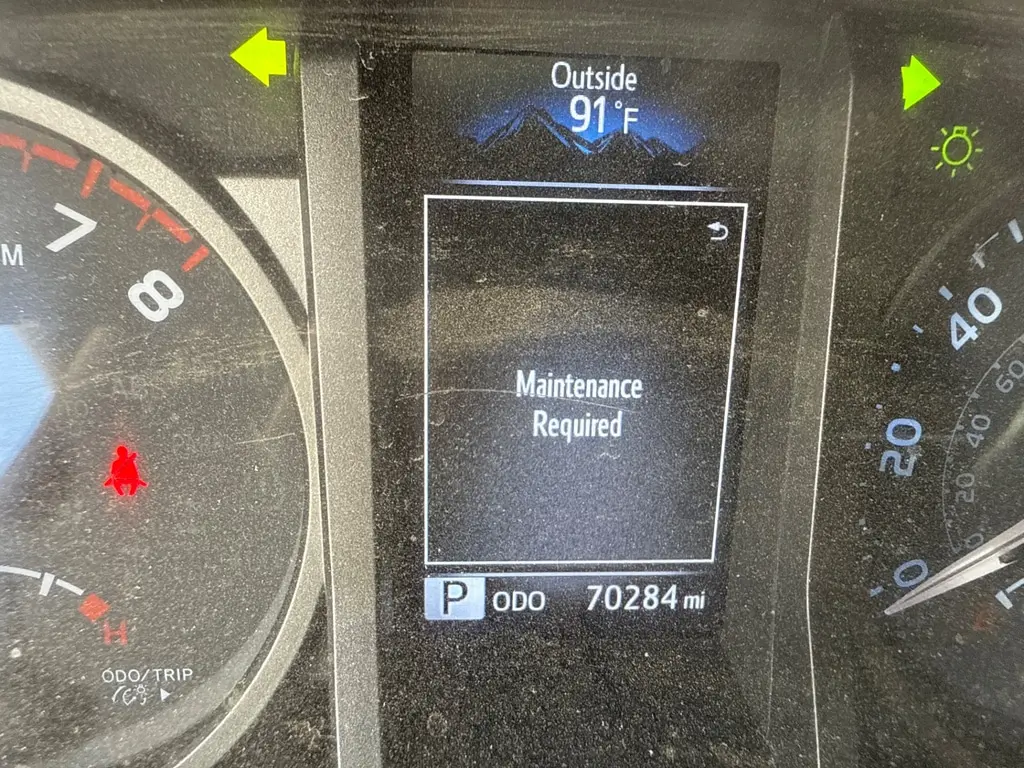 Outside
91°F
7
8
Maintenance
Required
P ODO 70284 mi
H
ODO/TRIP
40
20
0
60
40
20